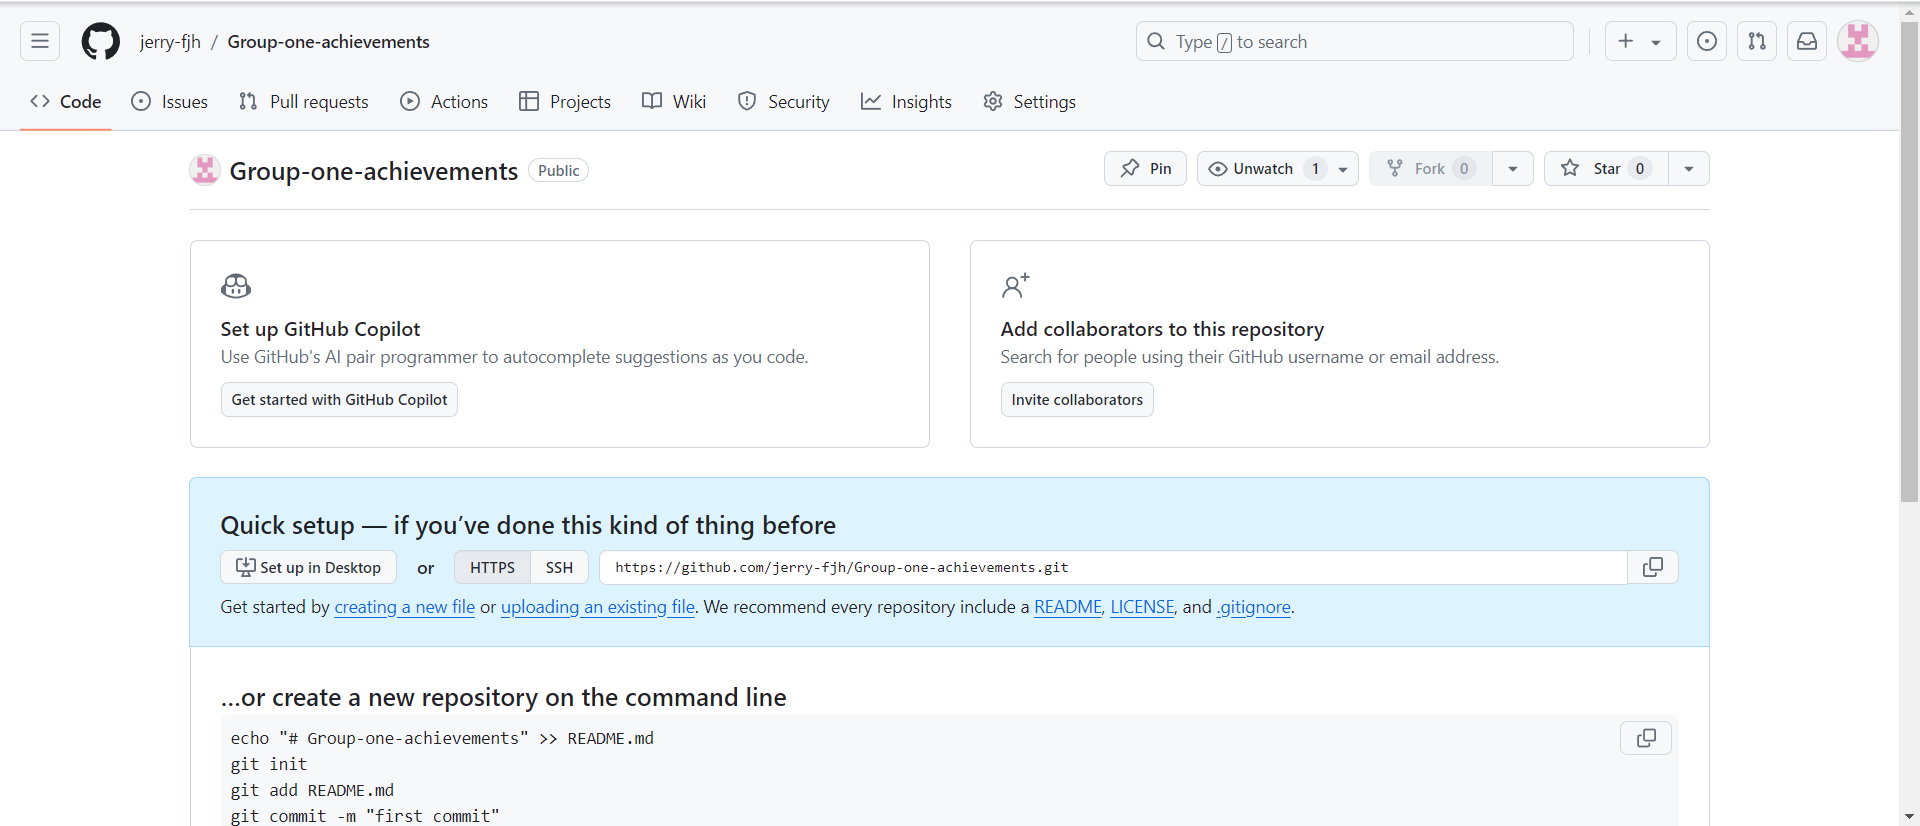 jerry-fjh / Group-one-achievements
Type / to search
Code Issues Pull requests Actions Projects Wiki Security Insights Settings
Group-one-achievements Public
Pin Unwatch 1 Fork 0 Star 0
Set up GitHub Copilot
Use GitHub's AI pair programmer to autocomplete suggestions as you code.
Get started with GitHub Copilot
Add collaborators to this repository
Search for people using their GitHub username or email address.
Invite collaborators
Quick setup — if you’ve done this kind of thing before
Set up in Desktop or HTTPS SSH https://github.com/jerry-fjh/Group-one-achievements.git
Get started by creating a new file or uploading an existing file. We recommend every repository include a README, LICENSE, and .gitignore.
…or create a new repository on the command line
echo "# Group-one-achievements" >> README.md
git init
git add README.md
git commit -m "first commit"